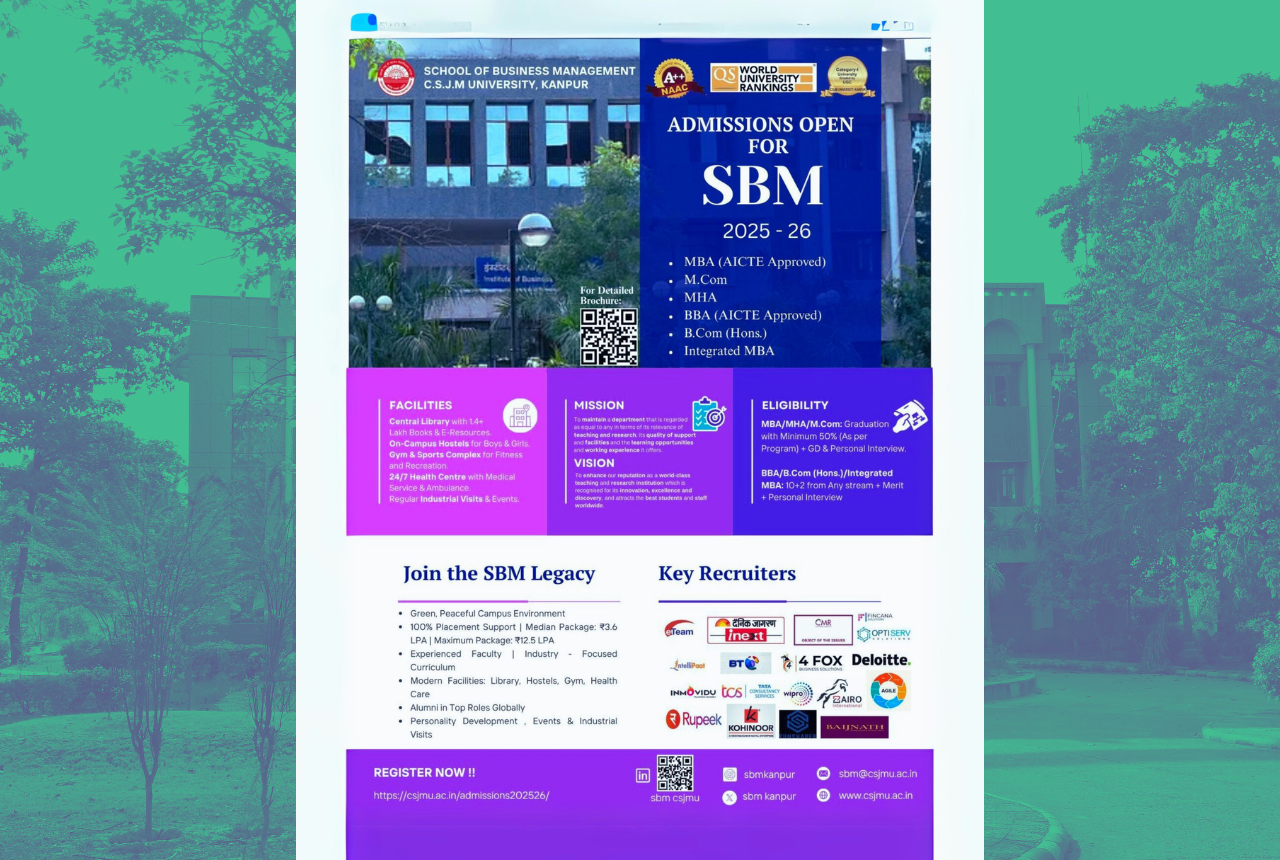 SCHOOL OF BUSINESS MANAGEMENT
C.S.J.M UNIVERSITY, KANPUR
A++
NAAC
QS WORLD
UNIVERSITY
RANKINGS
Category-I
University
ADMISSIONS OPEN
FOR
SBM
2025 - 26
• MBA (AICTE Approved)
• M.Com
• MHA
• BBA (AICTE Approved)
• B.Com (Hons.)
• Integrated MBA
Institute of Business
For Detailed
Brochure:
FACILITIES
Central Library with 1.4+
Lakh Books & E-Resources.
On-Campus Hostels for Boys & Girls.
Gym & Sports Complex for Fitness
and Recreation.
24/7 Health Centre with Medical
Service & Ambulance.
Regular Industrial Visits & Events.
MISSION
To maintain a department that is regarded
as equal to any in terms of its relevance of
teaching and research, its quality of support
and facilities and the learning opportunities
and working experience it offers.
VISION
To enhance our reputation as a world-class
teaching and research institution which is
recognised for its innovation, excellence and
discovery, and attracts the best students and staff
worldwide.
ELIGIBILITY
MBA/MHA/M.Com: Graduation
with Minimum 50% (As per
Program) + GD & Personal Interview.
BBA/B.Com (Hons.)/Integrated
MBA: 10+2 from Any stream + Merit
+ Personal Interview
Join the SBM Legacy
• Green, Peaceful Campus Environment
• 100% Placement Support | Median Package: ₹3.6
LPA | Maximum Package: ₹12.5 LPA
• Experienced Faculty | Industry - Focused
Curriculum
• Modern Facilities: Library, Hostels, Gym, Health
Care
• Alumni in Top Roles Globally
• Personality Development , Events & Industrial
Visits
Key Recruiters
eTeam
दैनिक जागरण
inext
CMR
FINCANA
OPTISERV
SOLUTIONS
IntelliPaat
BT
4 FOX
BUSINESS SOLUTIONS
Deloitte.
INMOVIDU
tcs TATA
CONSULTANCY
SERVICES
wipro
ZAIRO
International
AGILE
Rupeek
KOHINOOR
BAIJNATH
REGISTER NOW !!
https://csjmu.ac.in/admissions202526/
in
sbm csjmu
sbmkanpur
sbm kanpur
sbm@csjmu.ac.in
www.csjmu.ac.in